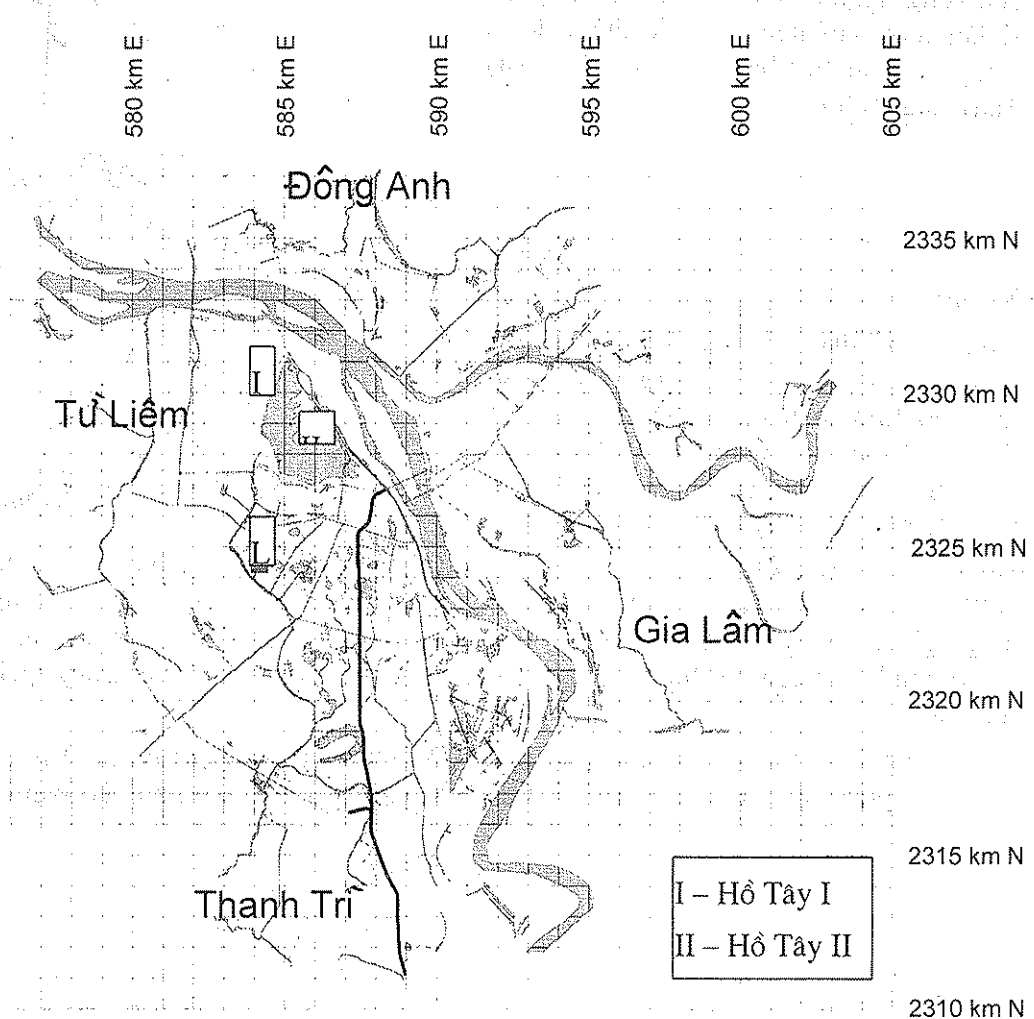 580 km E
585 km E
590 km E
595 km E
600 km E
605 km E
Đông Anh
2335 km N
I
2330 km N
Từ Liêm
II
2325 km N
I
Gia Lâm
2320 km N
2315 km N
Thanh Trì
I – Hồ Tây I
II – Hồ Tây II
2310 km N